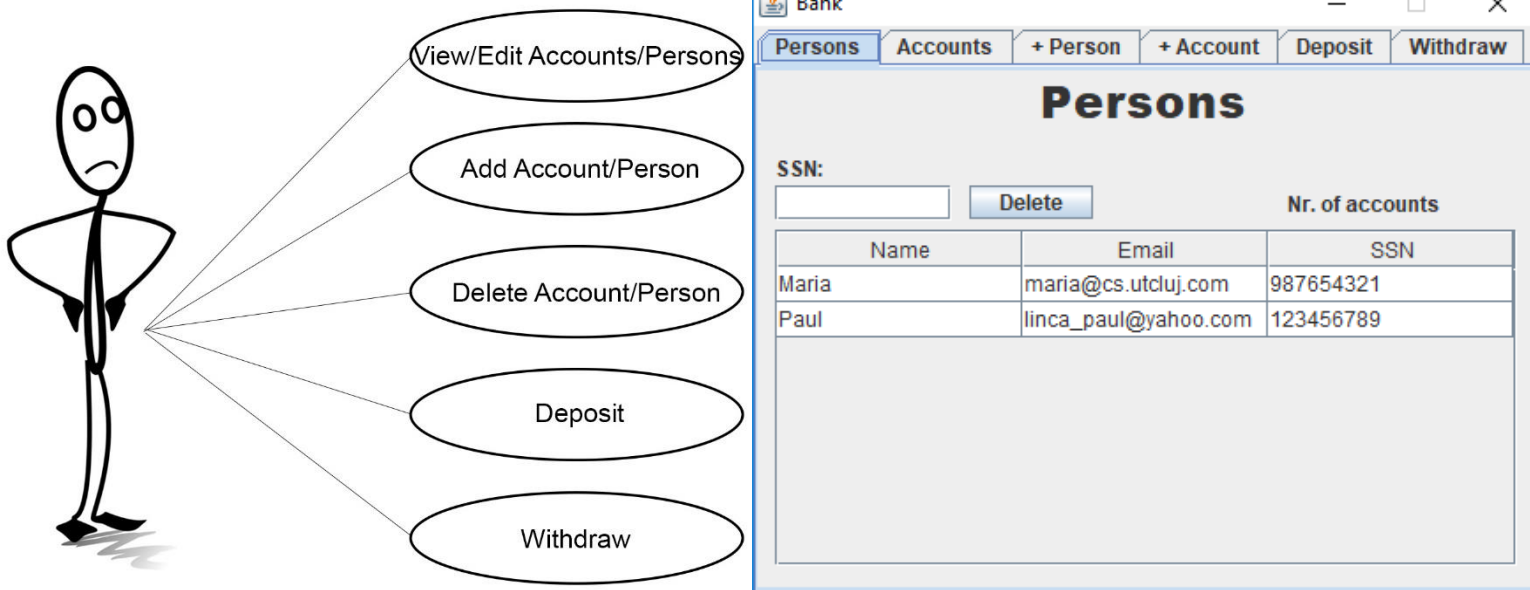 View/Edit Accounts/Persons
Add Account/Person
Delete Account/Person
Deposit
Withdraw
Bank
Persons Accounts + Person + Account Deposit Withdraw
Persons
SSN:
Delete Nr. of accounts
Name Email SSN
Maria maria@cs.utcluj.com 987654321
Paul linca_paul@yahoo.com 123456789